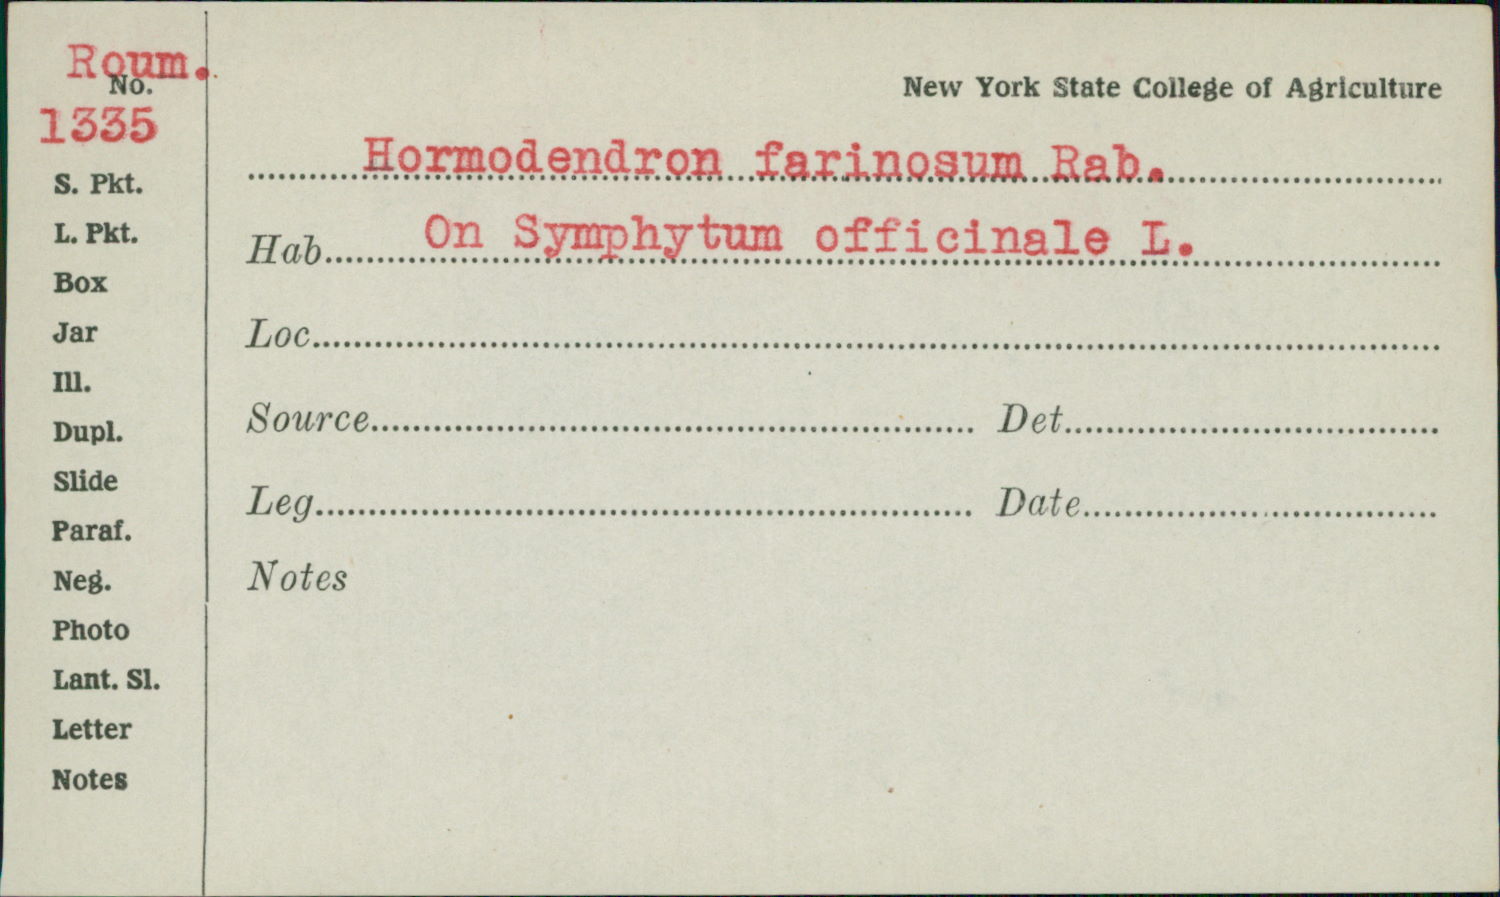 Roum.
No.
1335
S. Pkt.
L. Pkt.
Box
Jar
Ill.
Dupl.
Slide
Paraf.
Neg.
Photo
Lant. Sl.
Letter
Notes
New York State College of Agriculture
Hormodendron farinosum Rab.
Hab. On Symphytum officinale L.
Loc.
Source Det.
Leg. Date
Notes